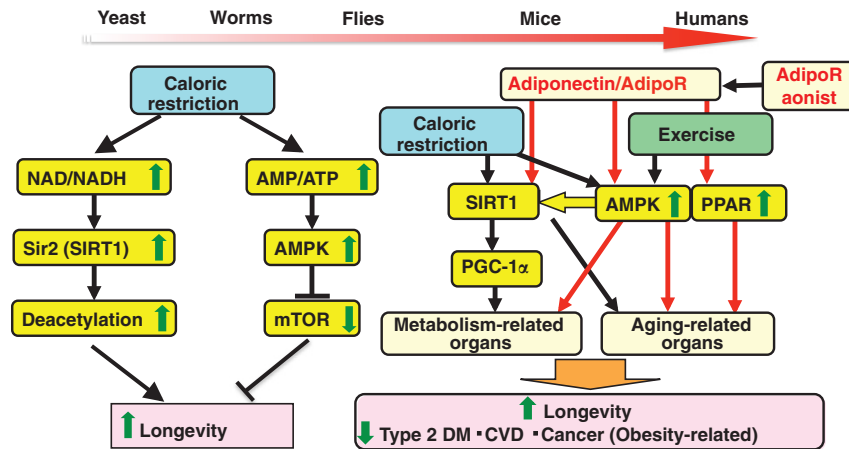 Yeast Worms Flies Mice Humans
Caloric
restriction
NAD/NADH
AMP/ATP
Sir2 (SIRT1)
AMPK
Deacetylation
mTOR
Longevity
Adiponectin/AdipoR
AdipoR
aonist
Caloric
restriction
Exercise
SIRT1
AMPK
PPAR
PGC-1α
Metabolism-related
organs
Aging-related
organs
Longevity
Type 2 DM ▪CVD ▪Cancer (Obesity-related)